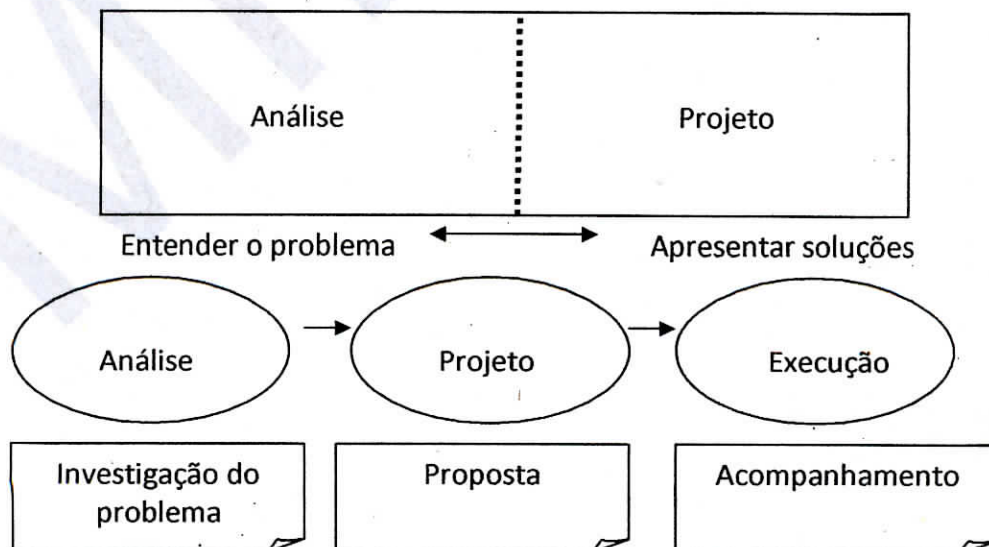 Análise
Projeto
Entender o problema
Apresentar soluções
Análise
Projeto
Execução
Investigação do
problema
Proposta
Acompanhamento